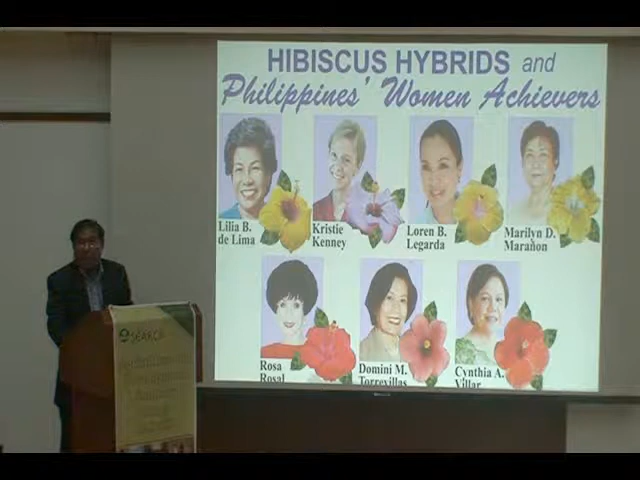 HIBISCUS HYBRIDS and
Philippines' Women Achievers
Lilia B.
de Lima
Kristie
Kenney
Loren B.
Legarda
Marilyn D.
Marañon
Rosa
Rosal
Domini M.
Torrevillas
Cynthia A.
Villar
SEARCA